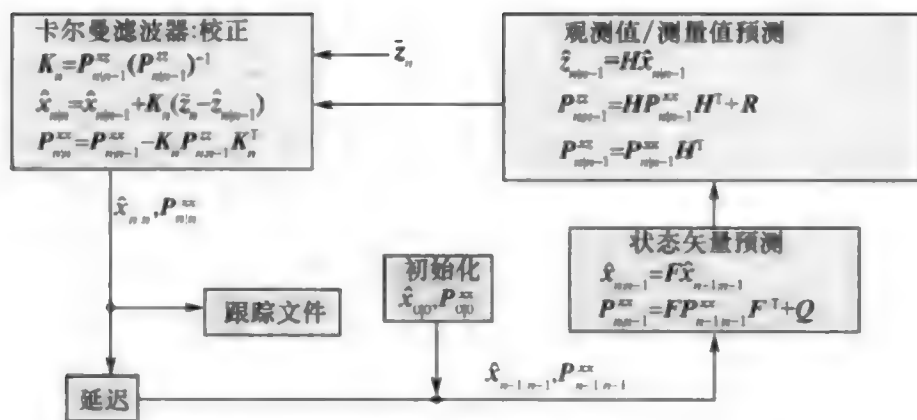 卡尔曼滤波器:校正
K_n=P^{xz}_{n|n-1}(P^{zz}_{n|n-1})^{-1}
x̂_{n|n}=x̂_{n|n-1}+K_n(z̃_n-ẑ_{n|n-1})
P^{xx}_{n|n}=P^{xx}_{n|n-1}-K_nP^{zz}_{n|n-1}K_n^T
z̃_n
观测值/测量值预测
ẑ_{n|n-1}=Hx̂_{n|n-1}
P^{zz}_{n|n-1}=HP^{xx}_{n|n-1}H^T+R
P^{xz}_{n|n-1}=P^{xx}_{n|n-1}H^T
x̂_{n|n},P^{xx}_{n|n}
状态矢量预测
x̂_{n|n-1}=Fx̂_{n-1|n-1}
P^{xx}_{n|n-1}=FP^{xx}_{n-1|n-1}F^T+Q
初始化
x̂_{0|0},P^{xx}_{0|0}
跟踪文件
延迟
x̂_{n-1|n-1},P^{xx}_{n-1|n-1}